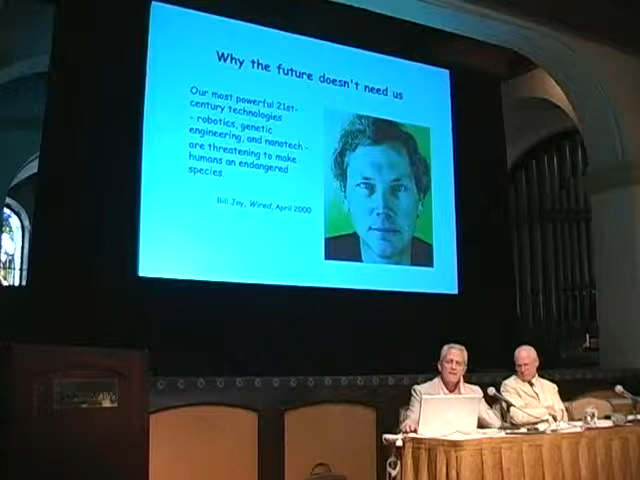 Why the future doesn't need us
Our most powerful 21st-
century technologies
- robotics, genetic
engineering, and nanotech -
are threatening to make
humans an endangered
species.
Bill Joy, Wired, April 2000